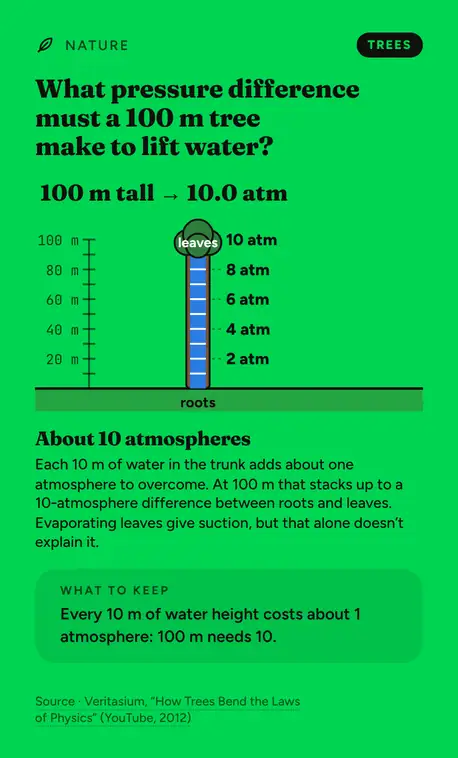 NATURE
TREES
What pressure difference
must a 100 m tree
make to lift water?
100 m tall → 10.0 atm
100 m
leaves
10 atm
80 m
8 atm
60 m
6 atm
40 m
4 atm
20 m
2 atm
roots
About 10 atmospheres
Each 10 m of water in the trunk adds about one
atmosphere to overcome. At 100 m that stacks up to a
10-atmosphere difference between roots and leaves.
Evaporating leaves give suction, but that alone doesn’t
explain it.
WHAT TO KEEP
Every 10 m of water height costs about 1
atmosphere: 100 m needs 10.
Source · Veritasium, “How Trees Bend the Laws
of Physics” (YouTube, 2012)